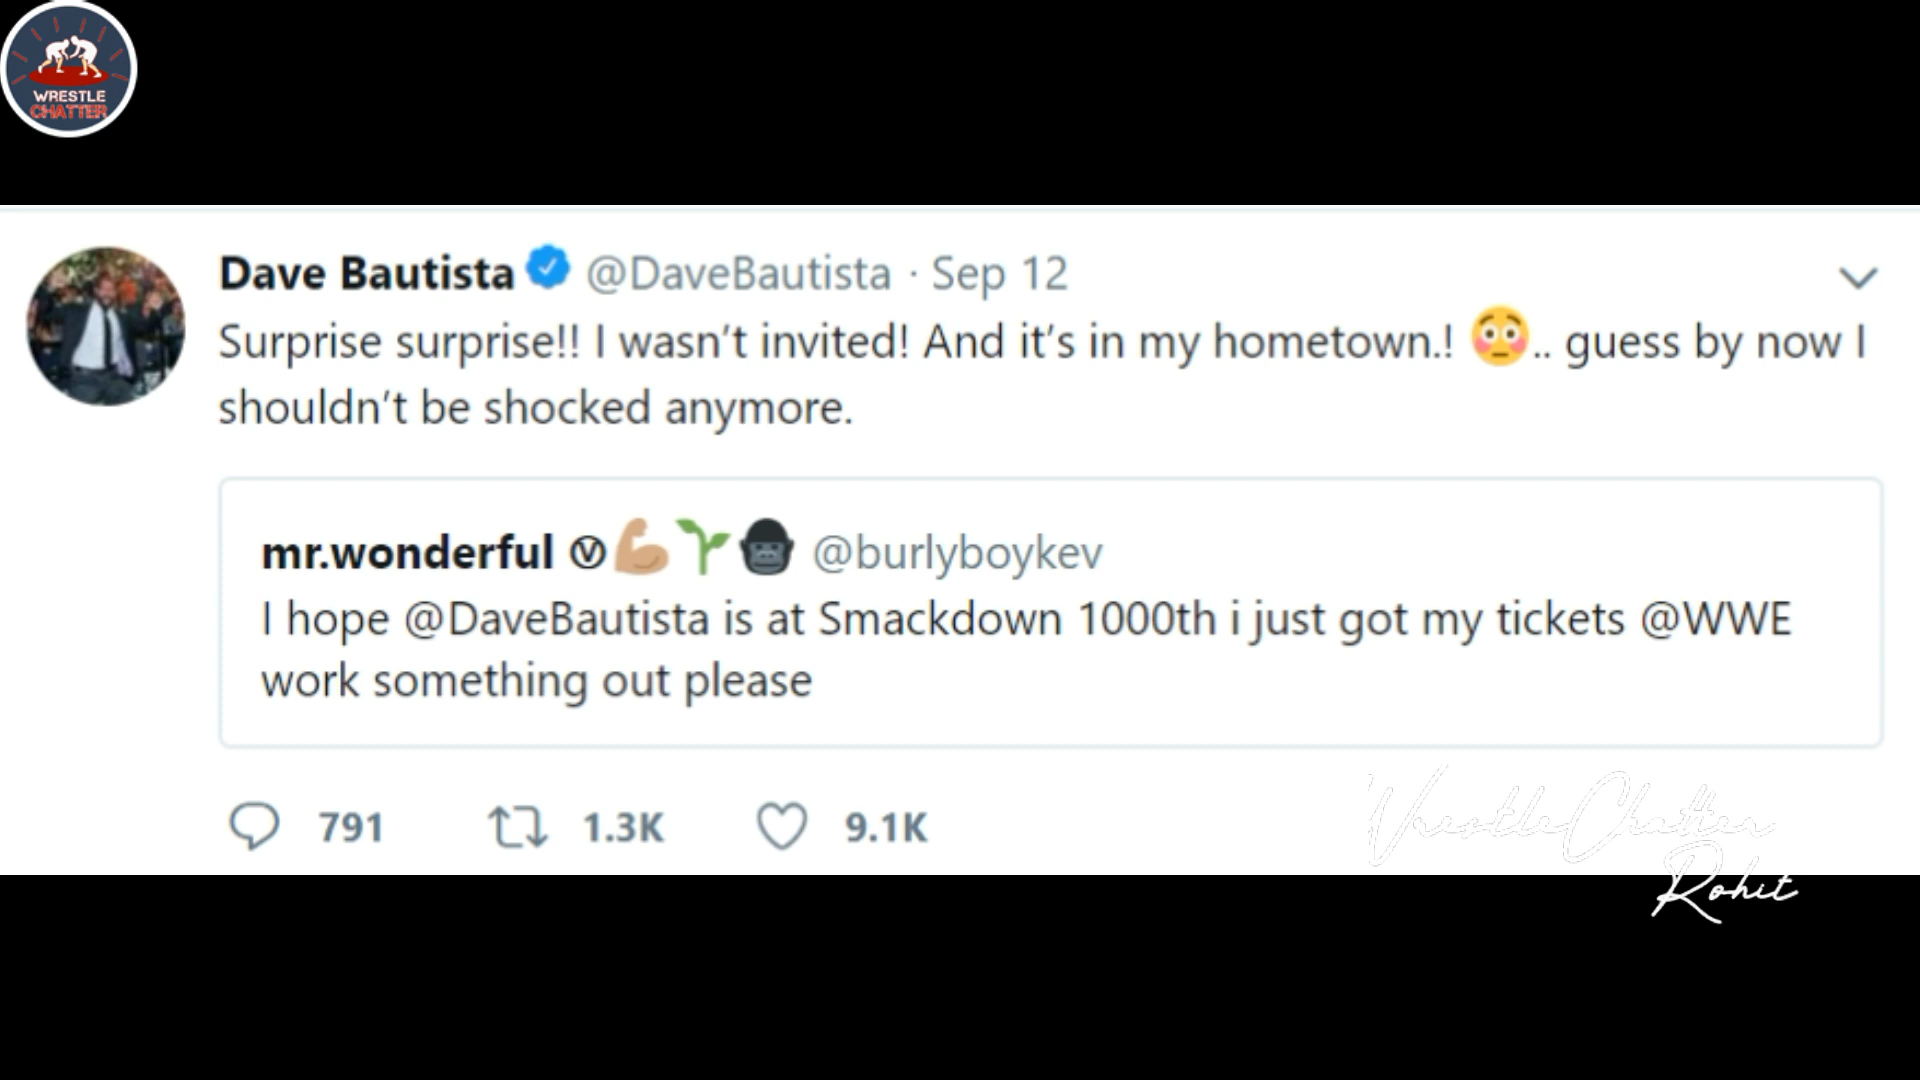 WRESTLE
CHATTER
Dave Bautista @DaveBautista · Sep 12
Surprise surprise!! I wasn't invited! And it's in my hometown.! 😳.. guess by now I
shouldn't be shocked anymore.
mr.wonderful Ⓥ💪🏼🌱🦍 @burlyboykev
I hope @DaveBautista is at Smackdown 1000th i just got my tickets @WWE
work something out please
791 1.3K 9.1K
WrestleChatter
Rohit